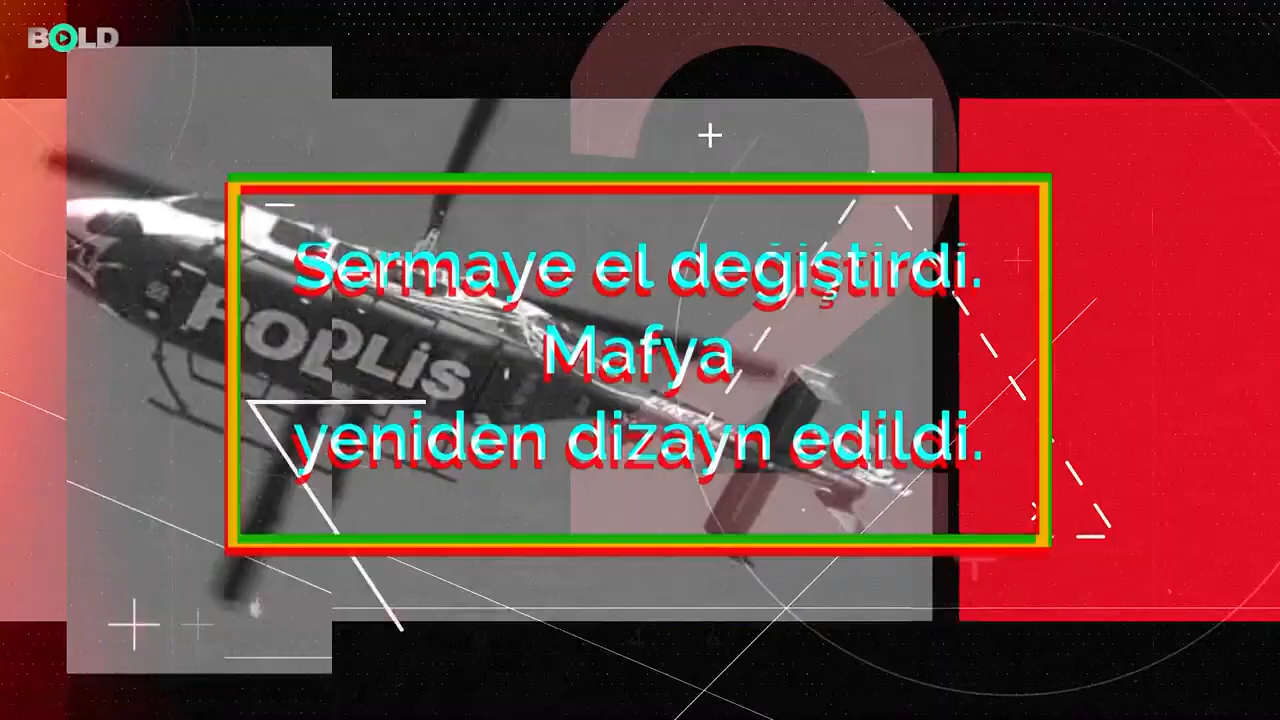 BOLD
Sermaye el değiştirdi.
Mafya
yeniden dizayn edildi.
POLİS